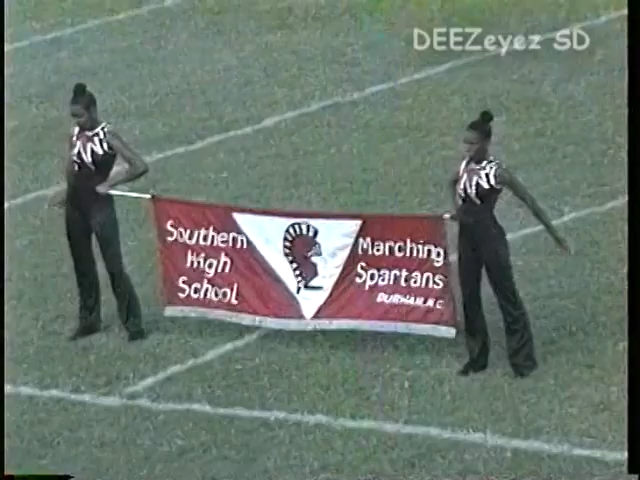 DEEZeyez SD
Southern
High
School
Marching
Spartans
DURHAM, N.C